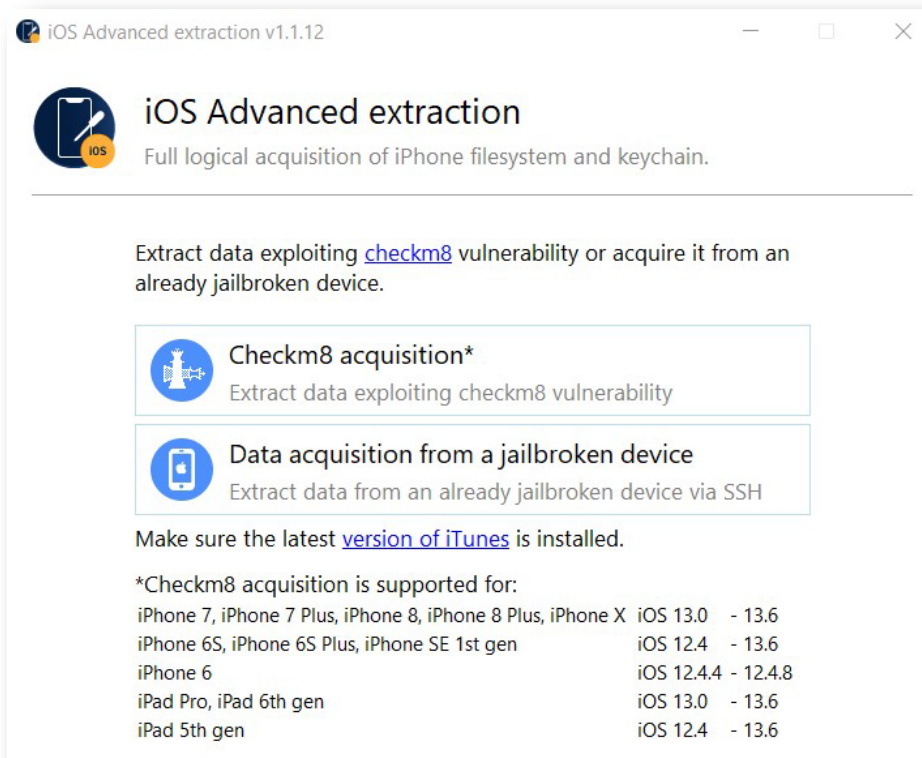 iOS Advanced extraction v1.1.12
iOS Advanced extraction
iOS
Full logical acquisition of iPhone filesystem and keychain.
Extract data exploiting checkm8 vulnerability or acquire it from an
already jailbroken device.
Checkm8 acquisition*
Extract data exploiting checkm8 vulnerability
Data acquisition from a jailbroken device
Extract data from an already jailbroken device via SSH
Make sure the latest version of iTunes is installed.
*Checkm8 acquisition is supported for:
iPhone 7, iPhone 7 Plus, iPhone 8, iPhone 8 Plus, iPhone X iOS 13.0 - 13.6
iPhone 6S, iPhone 6S Plus, iPhone SE 1st gen iOS 12.4 - 13.6
iPhone 6 iOS 12.4.4 - 12.4.8
iPad Pro, iPad 6th gen iOS 13.0 - 13.6
iPad 5th gen iOS 12.4 - 13.6